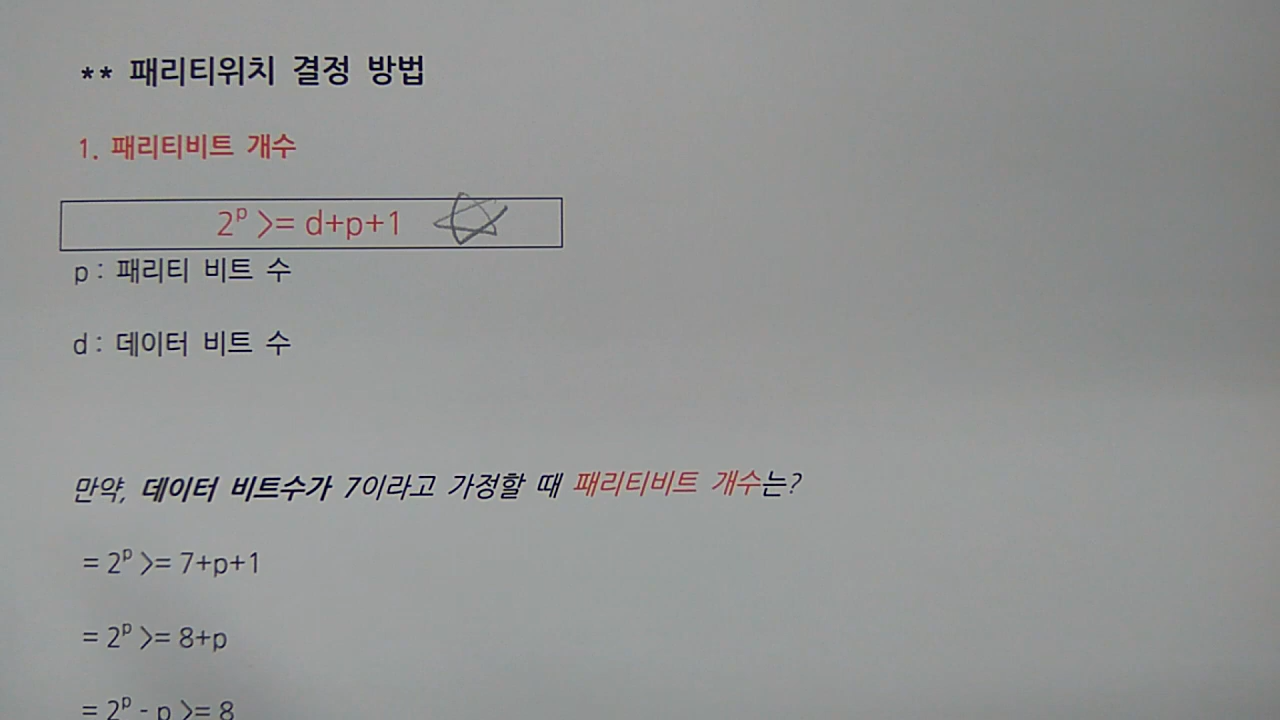 ** 패리티위치 결정 방법
1. 패리티비트 개수
2ᵖ >= d+p+1
p : 패리티 비트 수
d : 데이터 비트 수
만약, 데이터 비트수가 7이라고 가정할 때 패리티비트 개수는?
= 2ᵖ >= 7+p+1
= 2ᵖ >= 8+p
= 2ᵖ - p >= 8